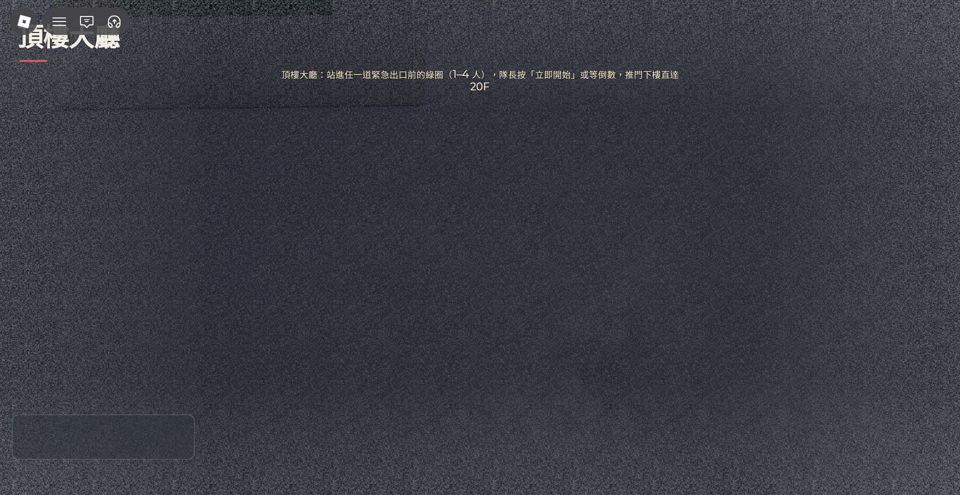 頂樓大廳
頂樓大廳：站進任一道緊急出口前的綠圈（1–4 人），隊長按「立即開始」或等倒數，推門下樓直達
20F